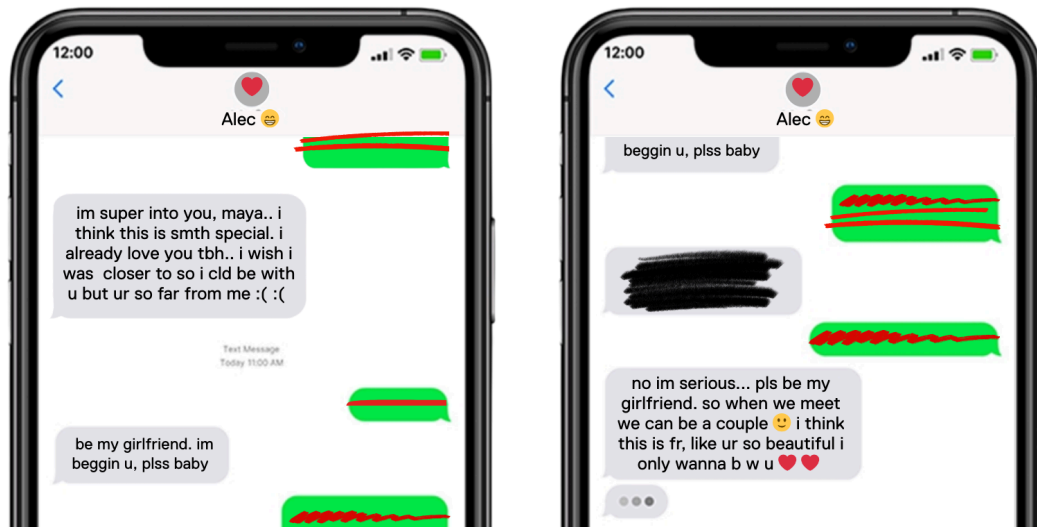 12:00
Alec 😁
im super into you, maya.. i
think this is smth special. i
already love you tbh.. i wish i
was closer to so i cld be with
u but ur so far from me :( :(
Text Message
Today 11:00 AM
be my girlfriend. im
beggin u, plss baby
12:00
Alec 😁
beggin u, plss baby
no im serious... pls be my
girlfriend. so when we meet
we can be a couple 🙂 i think
this is fr, like ur so beautiful i
only wanna b w u ❤️ ❤️